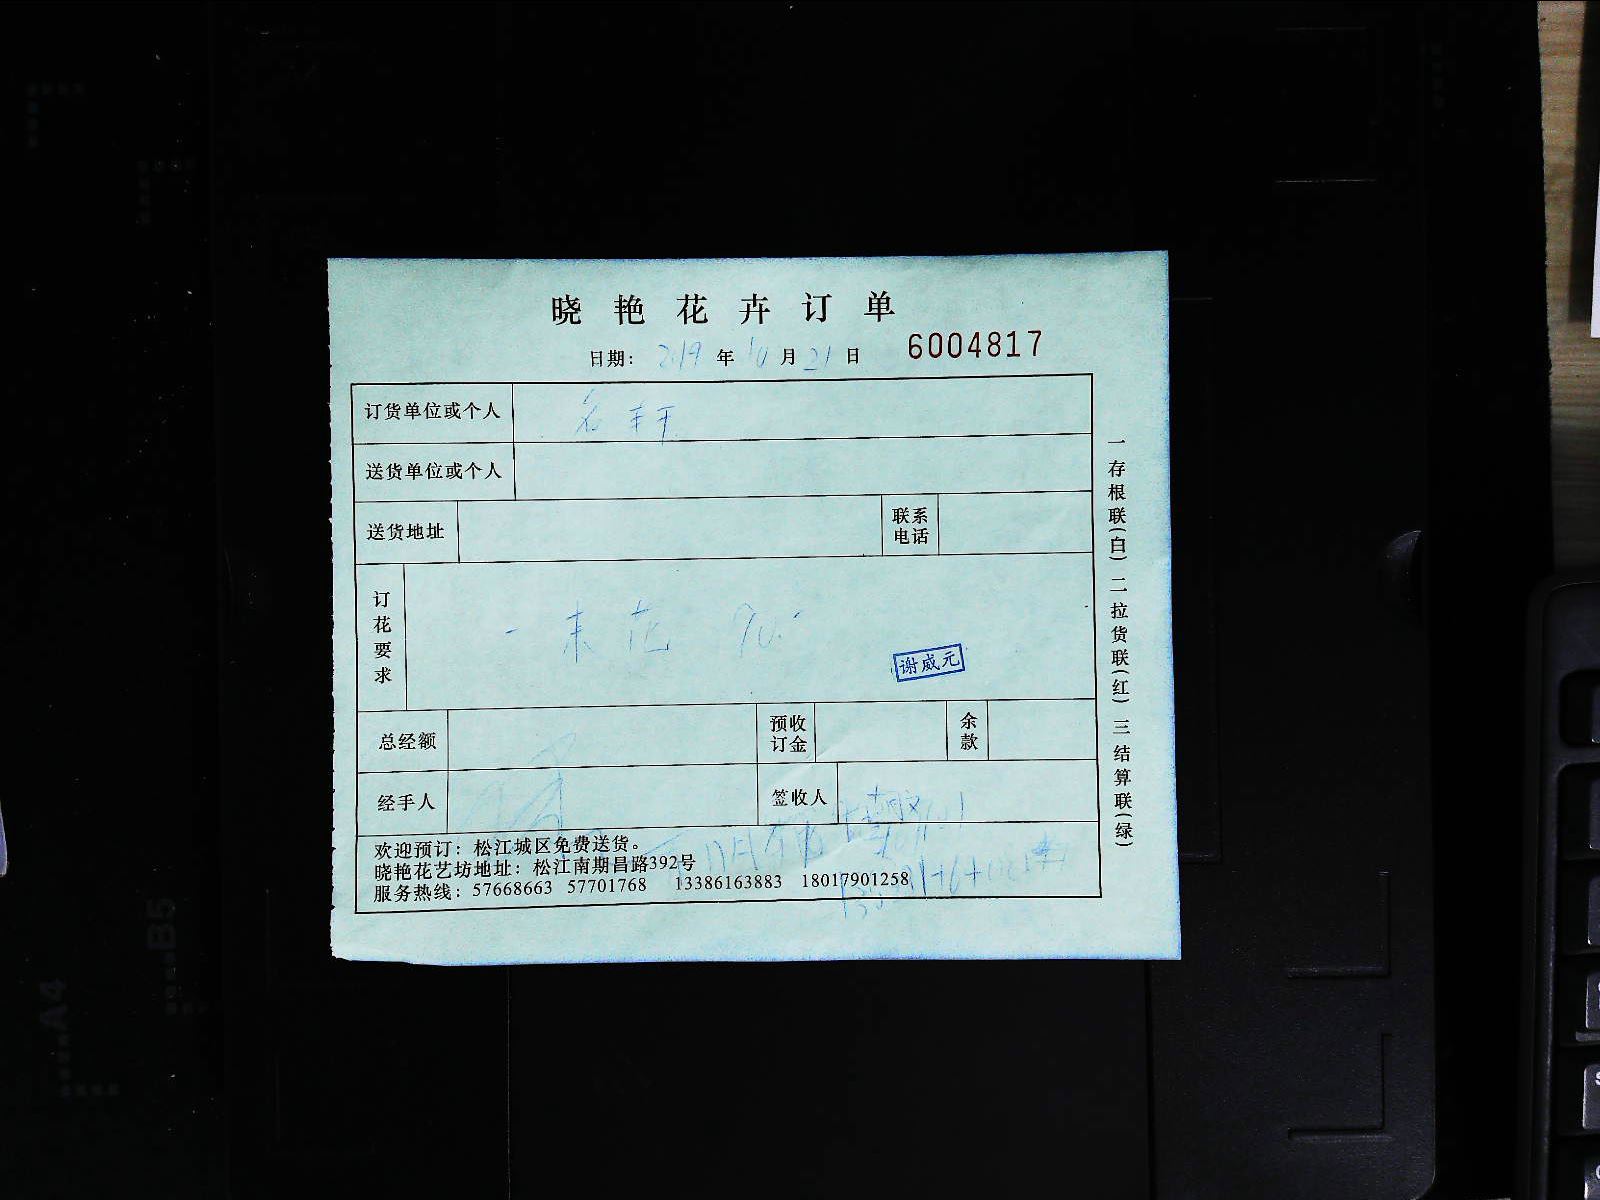 晓艳花卉订单
日期： 2019 年 10 月 21 日 6004817
订货单位或个人
送货单位或个人
送货地址 联系电话
订花要求 一束花 90.-
谢威元
总经额 预收订金 余款
经手人 签收人
欢迎预订：松江城区免费送货。
晓艳花艺坊地址：松江南期昌路392号
服务热线：57668663 57701768 13386163883 18017901258
一存根联(白) 二拉货联(红) 三结算联(绿)
A4
B5